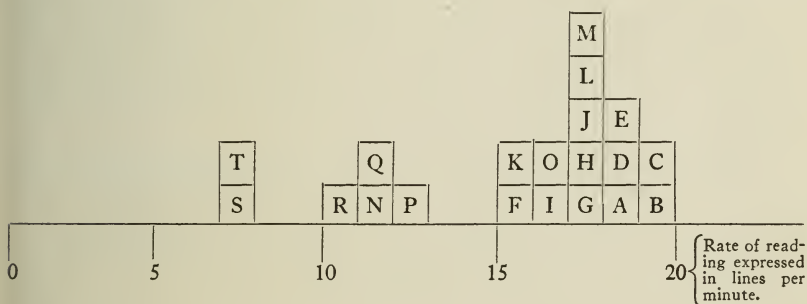 M
L
J E
T Q K O H D C
S R N P F I G A B
0 5 10 15 20
Rate of read-
ing expressed
in lines per
minute.